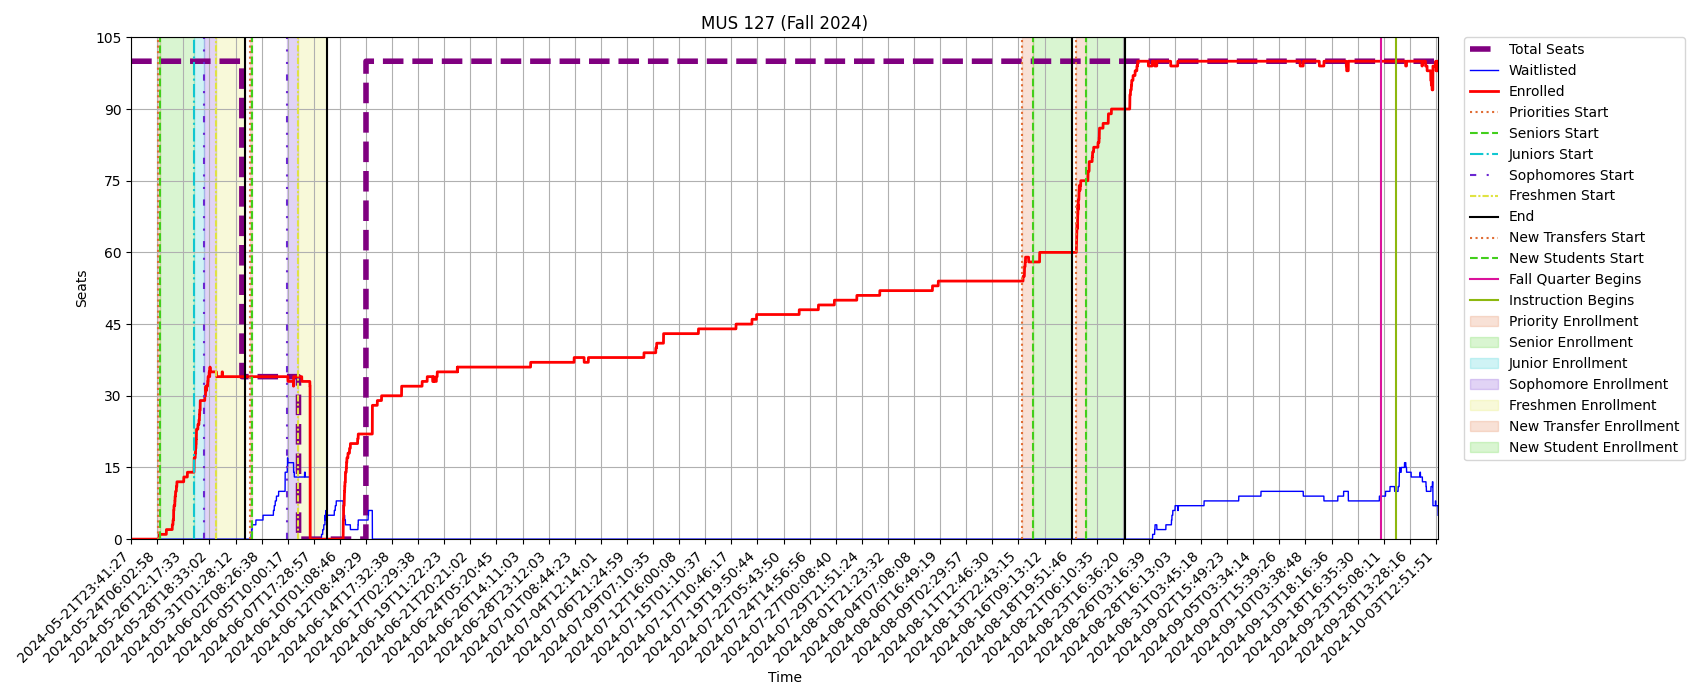 MUS 127 (Fall 2024)
105
90
75
60
45
30
15
0
Seats
2024-05-21T23:41:27
2024-05-24T06:02:58
2024-05-26T12:17:33
2024-05-28T18:33:02
2024-05-31T01:28:12
2024-06-02T08:26:38
2024-06-05T10:00:17
2024-06-07T17:28:57
2024-06-10T01:08:46
2024-06-12T08:49:29
2024-06-14T17:32:38
2024-06-17T02:29:38
2024-06-19T11:22:23
2024-06-21T20:21:02
2024-06-24T05:20:45
2024-06-26T14:11:03
2024-06-28T23:12:03
2024-07-01T08:44:23
2024-07-04T12:14:01
2024-07-06T21:24:59
2024-07-09T07:10:35
2024-07-12T16:00:08
2024-07-15T01:10:37
2024-07-17T10:46:17
2024-07-19T19:50:44
2024-07-22T05:43:50
2024-07-24T14:56:56
2024-07-27T00:08:40
2024-07-29T11:24:24
2024-08-01T21:23:32
2024-08-04T07:08:08
2024-08-06T16:49:19
2024-08-09T02:29:57
2024-08-11T12:46:30
2024-08-13T22:43:15
2024-08-16T09:13:12
2024-08-18T19:51:46
2024-08-21T06:10:35
2024-08-23T16:36:20
2024-08-26T03:16:39
2024-08-28T16:13:03
2024-08-31T03:45:18
2024-09-02T15:49:23
2024-09-05T03:34:14
2024-09-07T15:39:26
2024-09-10T03:38:48
2024-09-13T18:16:36
2024-09-18T16:35:30
2024-09-23T15:08:11
2024-09-28T13:28:16
2024-10-03T12:51:51
Time
Total Seats
Waitlisted
Enrolled
Priorities Start
Seniors Start
Juniors Start
Sophomores Start
Freshmen Start
End
New Transfers Start
New Students Start
Fall Quarter Begins
Instruction Begins
Priority Enrollment
Senior Enrollment
Junior Enrollment
Sophomore Enrollment
Freshmen Enrollment
New Transfer Enrollment
New Student Enrollment